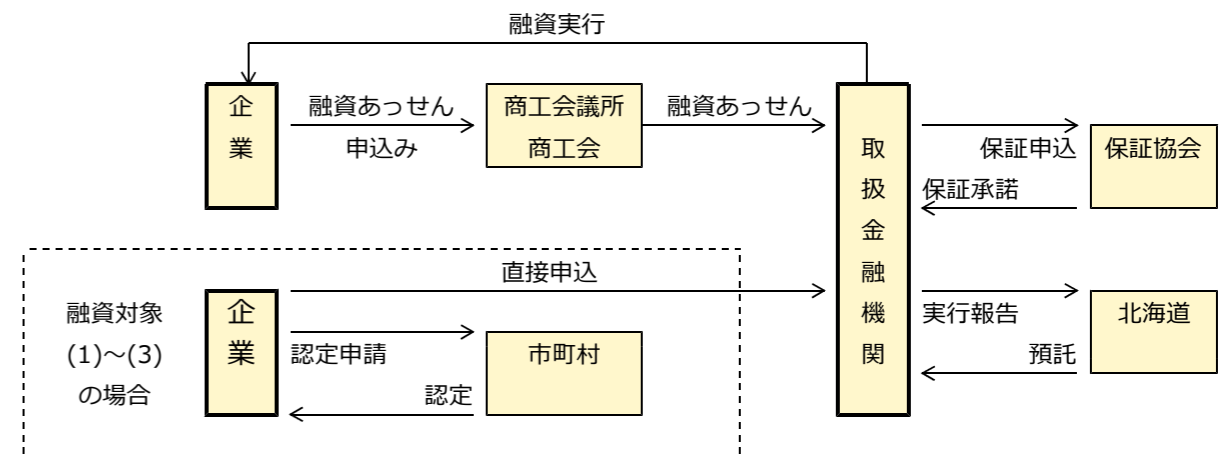 融資実行
企業
融資あっせん
申込み
商工会議所
商工会
融資あっせん
取扱金融機関
保証申込
保証承諾
保証協会
直接申込
融資対象
(1)～(3)
の場合
企業
認定申請
認定
市町村
実行報告
預託
北海道